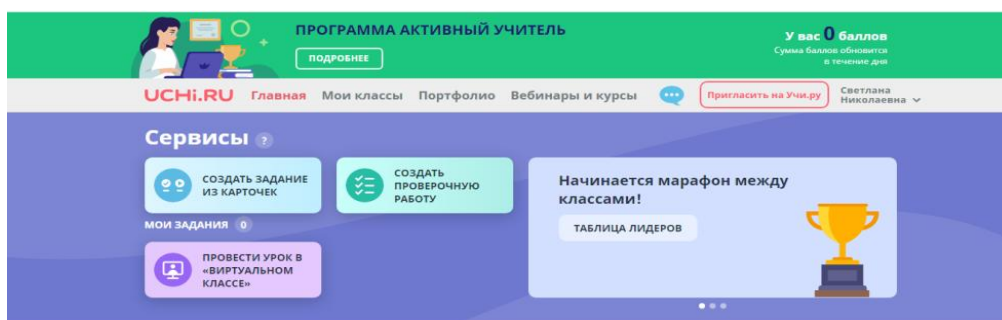 ПРОГРАММА АКТИВНЫЙ УЧИТЕЛЬ
ПОДРОБНЕЕ
У вас 0 баллов
Сумма баллов обновится
в течение дня
UCHi.RU Главная Мои классы Портфолио Вебинары и курсы Пригласить на Учи.ру Светлана
Николаевна
Сервисы ?
СОЗДАТЬ ЗАДАНИЕ
ИЗ КАРТОЧЕК
СОЗДАТЬ
ПРОВЕРОЧНУЮ
РАБОТУ
МОИ ЗАДАНИЯ 0
ПРОВЕСТИ УРОК В
«ВИРТУАЛЬНОМ
КЛАССЕ»
Начинается марафон между
классами!
ТАБЛИЦА ЛИДЕРОВ